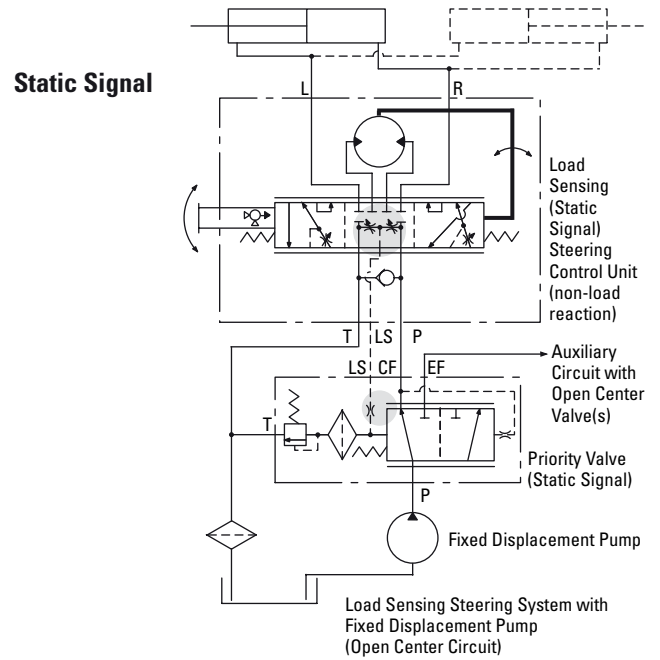 Static Signal
L
R
Load
Sensing
(Static
Signal)
Steering
Control Unit
(non-load
reaction)
T LS P
LS CF EF
Auxiliary
Circuit with
Open Center
Valve(s)
T
Priority Valve
(Static Signal)
P
Fixed Displacement Pump
Load Sensing Steering System with
Fixed Displacement Pump
(Open Center Circuit)